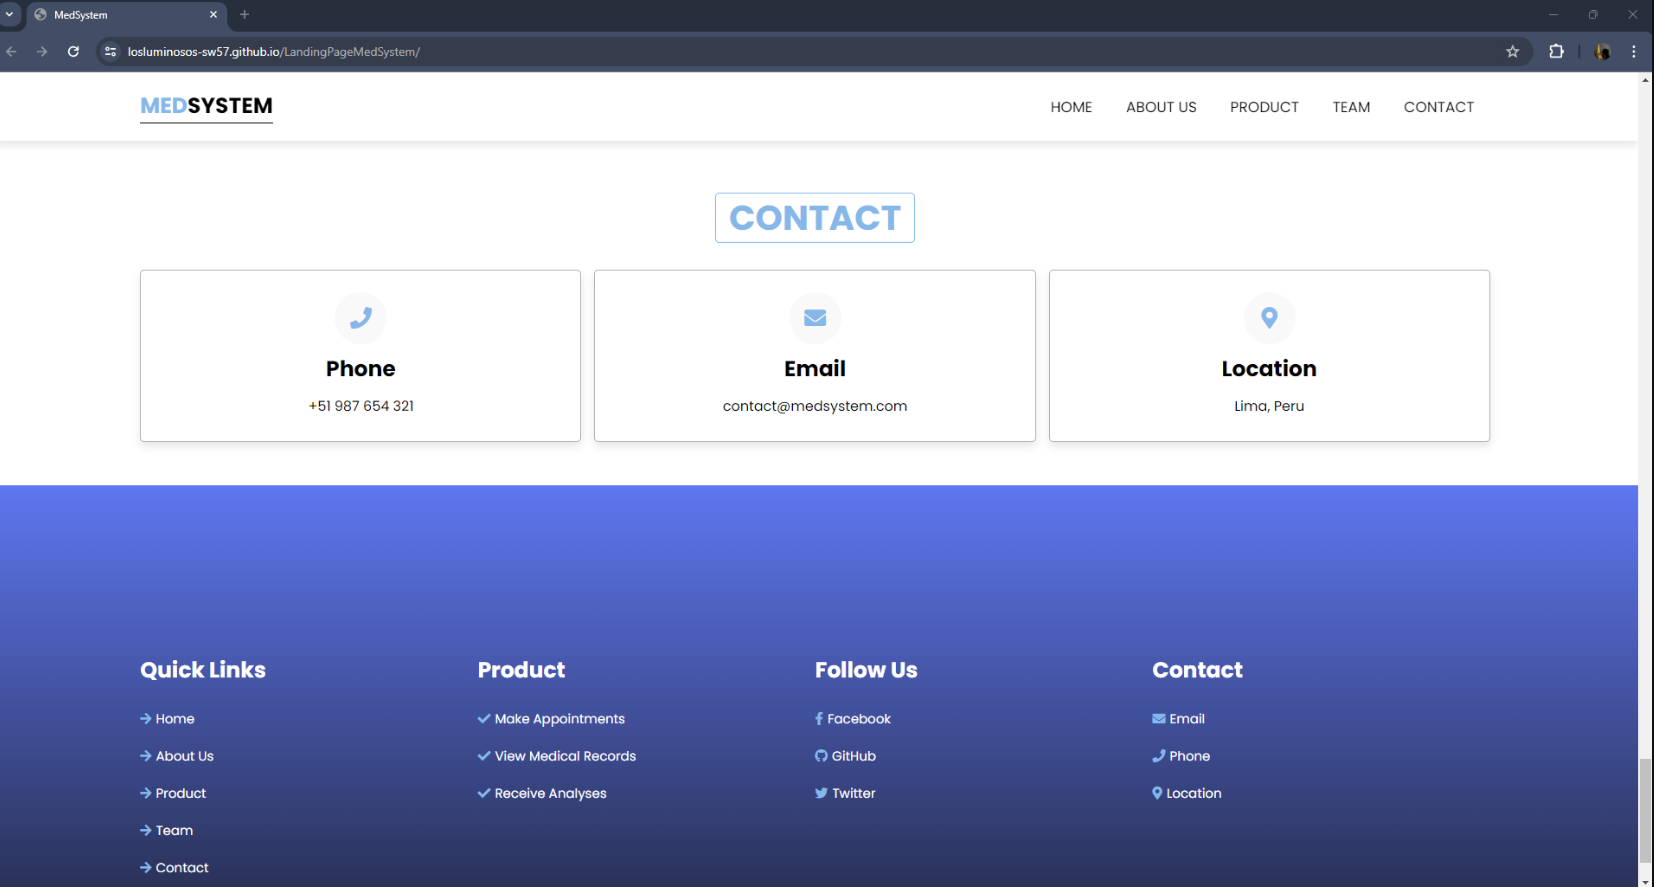 MedSystem
losluminosos-sw57.github.io/LandingPageMedSystem/
MEDSYSTEM
HOME ABOUT US PRODUCT TEAM CONTACT
CONTACT
Phone
+51 987 654 321
Email
contact@medsystem.com
Location
Lima, Peru
Quick Links
Home
About Us
Product
Team
Contact
Product
Make Appointments
View Medical Records
Receive Analyses
Follow Us
Facebook
GitHub
Twitter
Contact
Email
Phone
Location